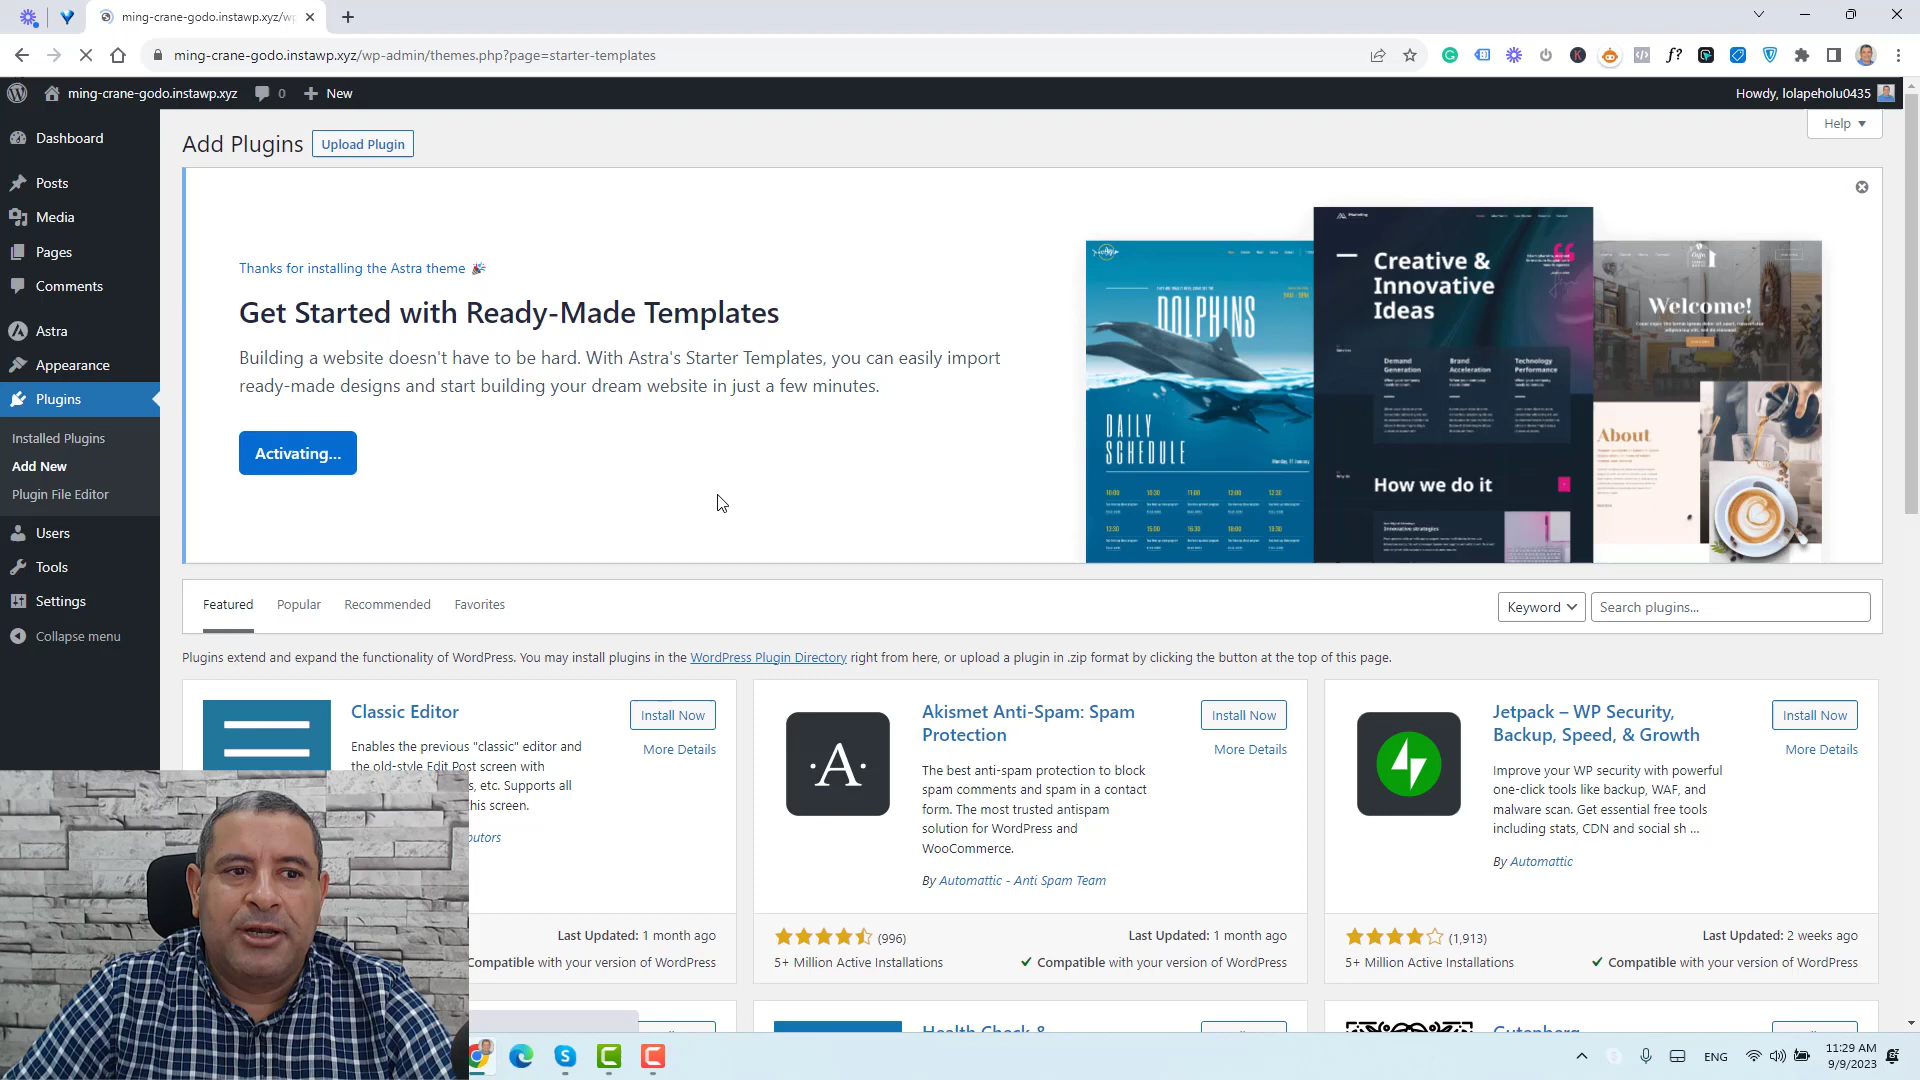 ming-crane-godo.instawp.xyz/wp
ming-crane-godo.instawp.xyz/wp-admin/themes.php?page=starter-templates
ming-crane-godo.instawp.xyz
0
New
Howdy, lolapeholu0435
Dashboard
Posts
Media
Pages
Comments
Astra
Appearance
Plugins
Installed Plugins
Add New
Plugin File Editor
Users
Tools
Settings
Collapse menu
Add Plugins
Upload Plugin
Help
Thanks for installing the Astra theme
Get Started with Ready-Made Templates
Building a website doesn't have to be hard. With Astra's Starter Templates, you can easily import
ready-made designs and start building your dream website in just a few minutes.
Activating...
DOLPHINS
DAILY
SCHEDULE
Monday, 11 January
Creative &
Innovative
Ideas
Demand
Generation
Brand
Acceleration
Technology
Performance
How we do it
Innovative strategies
Welcome!
About
Featured
Popular
Recommended
Favorites
Keyword
Search plugins...
Plugins extend and expand the functionality of WordPress. You may install plugins in the WordPress Plugin Directory right from here, or upload a plugin in .zip format by clicking the button at the top of this page.
Classic Editor
Install Now
More Details
Enables the previous "classic" editor and
the old-style Edit Post screen with
, etc. Supports all
his screen.
butors
Last Updated: 1 month ago
Compatible with your version of WordPress
Akismet Anti-Spam: Spam
Protection
Install Now
More Details
·A·
The best anti-spam protection to block
spam comments and spam in a contact
form. The most trusted antispam
solution for WordPress and
WooCommerce.
By Automattic - Anti Spam Team
(996)
Last Updated: 1 month ago
5+ Million Active Installations
Compatible with your version of WordPress
Jetpack – WP Security,
Backup, Speed, & Growth
Install Now
More Details
Improve your WP security with powerful
one-click tools like backup, WAF, and
malware scan. Get essential free tools
including stats, CDN and social sh ...
By Automattic
(1,913)
Last Updated: 2 weeks ago
5+ Million Active Installations
Compatible with your version of WordPress
Health Check &
Gutenberg
ENG
11:29 AM
9/9/2023